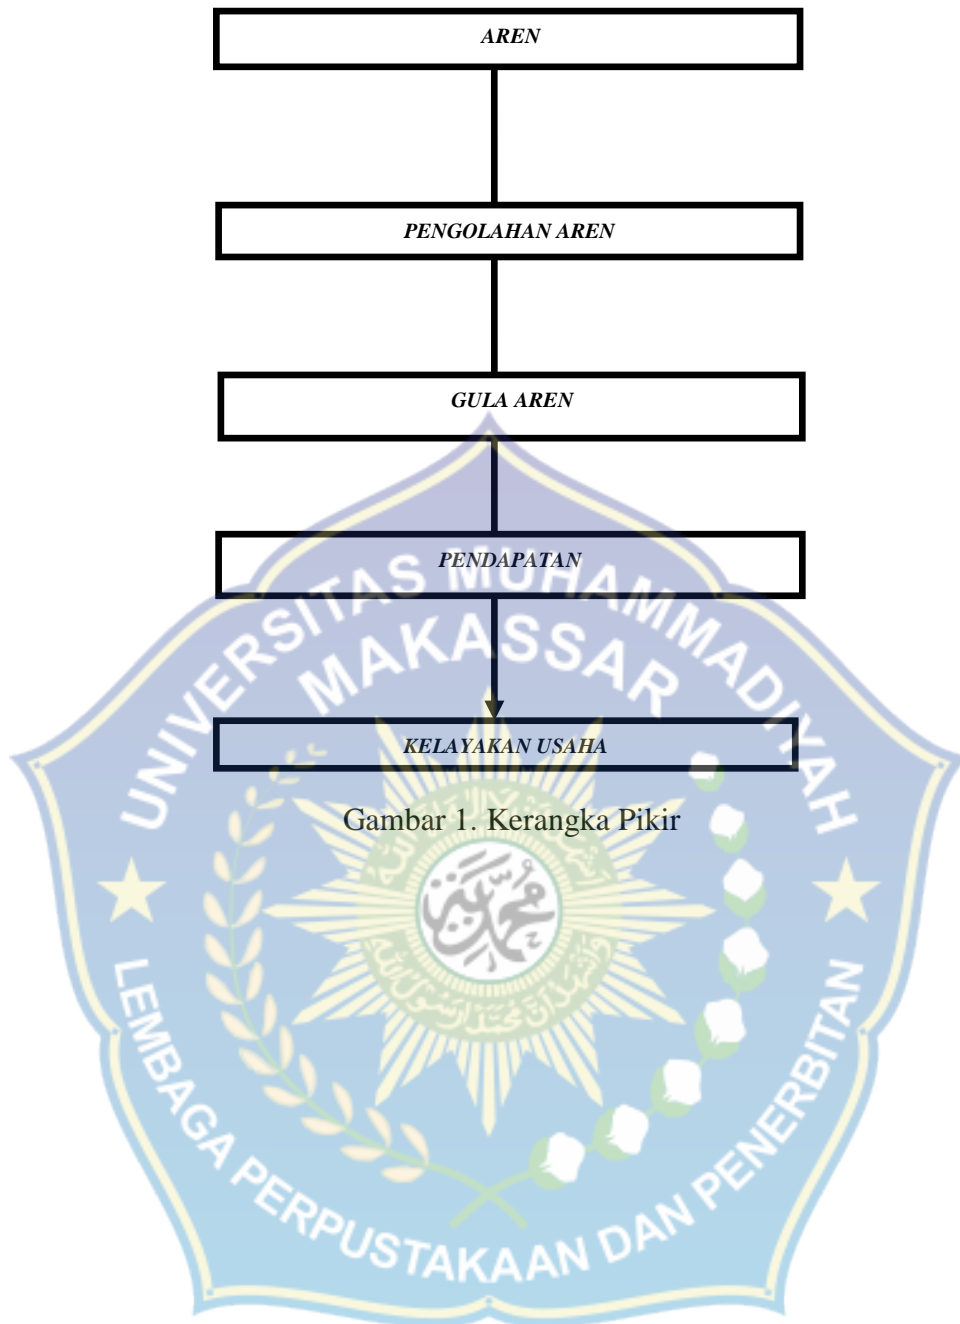 AREN
PENGOLAHAN AREN
GULA AREN
PENDAPATAN
UNIVERSITAS MUHAMMADIYAH
MAKASSAR
KELAYAKAN USAHA
Gambar 1. Kerangka Pikir
LEMBAGA PERPUSTAKAAN DAN PENERBITAN